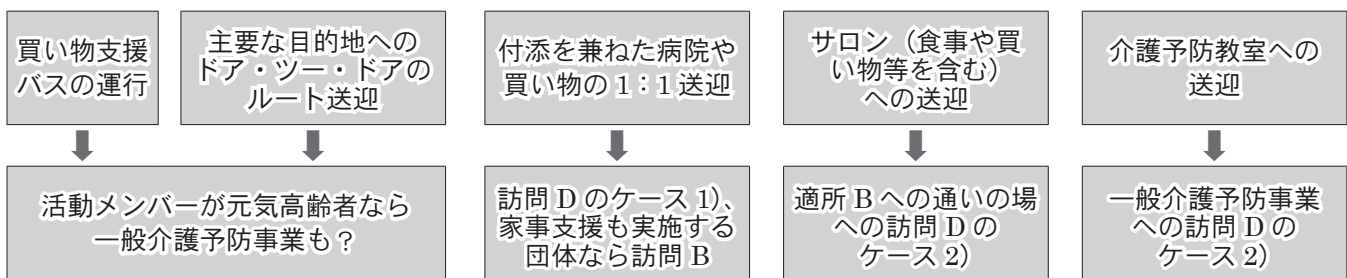 買い物支援
バスの運行
主要な目的地への
ドア・ツー・ドアの
ルート送迎
付添を兼ねた病院や
買い物の1：1送迎
サロン（食事や買
い物等を含む）
への送迎
介護予防教室への
送迎
活動メンバーが元気高齢者なら
一般介護予防事業も？
訪問Dのケース1)、
家事支援も実施する
団体なら訪問B
適所Bへの通いの場
への訪問Dの
ケース2)
一般介護予防事業
への訪問Dの
ケース2)